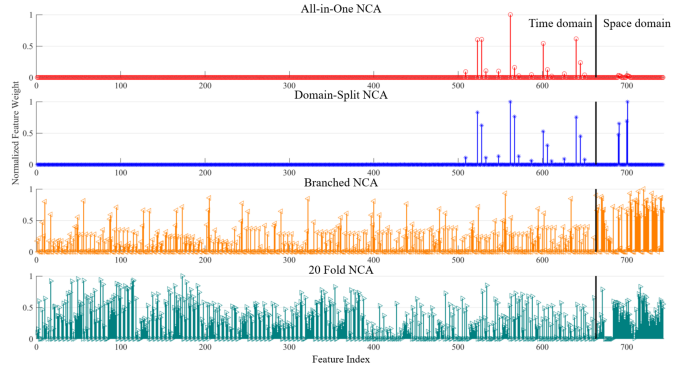 All-in-One NCA
Time domain
Space domain
1
0.5
0
0 100 200 300 400 500 600 700
Domain-Split NCA
1
0.5
0
0 100 200 300 400 500 600 700
Branched NCA
1
0.5
0
0 100 200 300 400 500 600 700
20 Fold NCA
1
0.5
0
0 100 200 300 400 500 600 700
Feature Index
Normalized Feature Weight